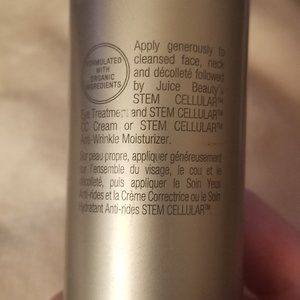 FORMULATED
WITH
ORGANIC
INGREDIENTS
Apply generously to
cleansed face, neck
and décolleté followed
by Juice Beauty's
STEM CELLULAR™
Eye Treatment and STEM CELLULAR™
CC Cream or STEM CELLULAR™
Anti-Wrinkle Moisturizer.
Sur peau propre, appliquer généreusement
sur l'ensemble du visage, le cou et le
décolleté, puis appliquer le Soin Yeux
Anti-rides et la Crème Correctrice ou le Soin
Hydratant Anti-rides STEM CELLULAR™.